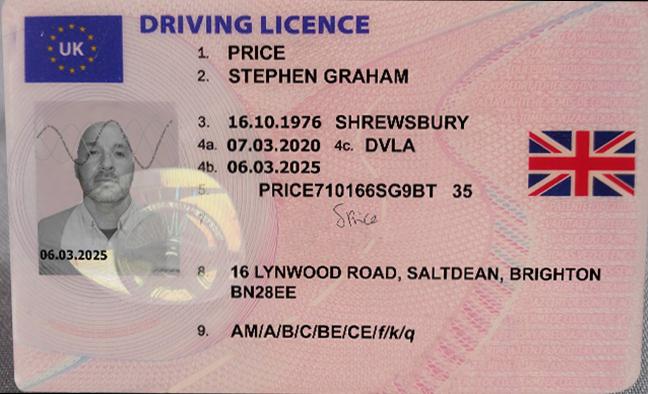 UK
DRIVING LICENCE
1. PRICE
2. STEPHEN GRAHAM
3. 16.10.1976 SHREWSBURY
4a. 07.03.2020 4c. DVLA
4b. 06.03.2025
5. PRICE710166SG9BT 35
SPrice
06.03.2025
8. 16 LYNWOOD ROAD, SALTDEAN, BRIGHTON
BN28EE
9. AM/A/B/C/BE/CE/f/k/q